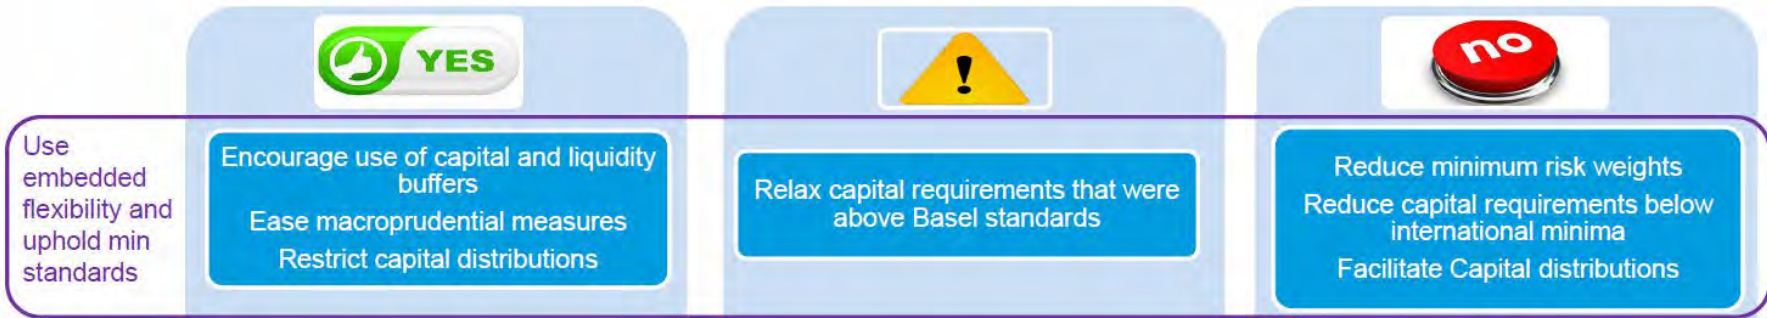 YES
!
no
Use
embedded
flexibility and
uphold min
standards
Encourage use of capital and liquidity
buffers
Ease macroprudential measures
Restrict capital distributions
Relax capital requirements that were
above Basel standards
Reduce minimum risk weights
Reduce capital requirements below
international minima
Facilitate Capital distributions